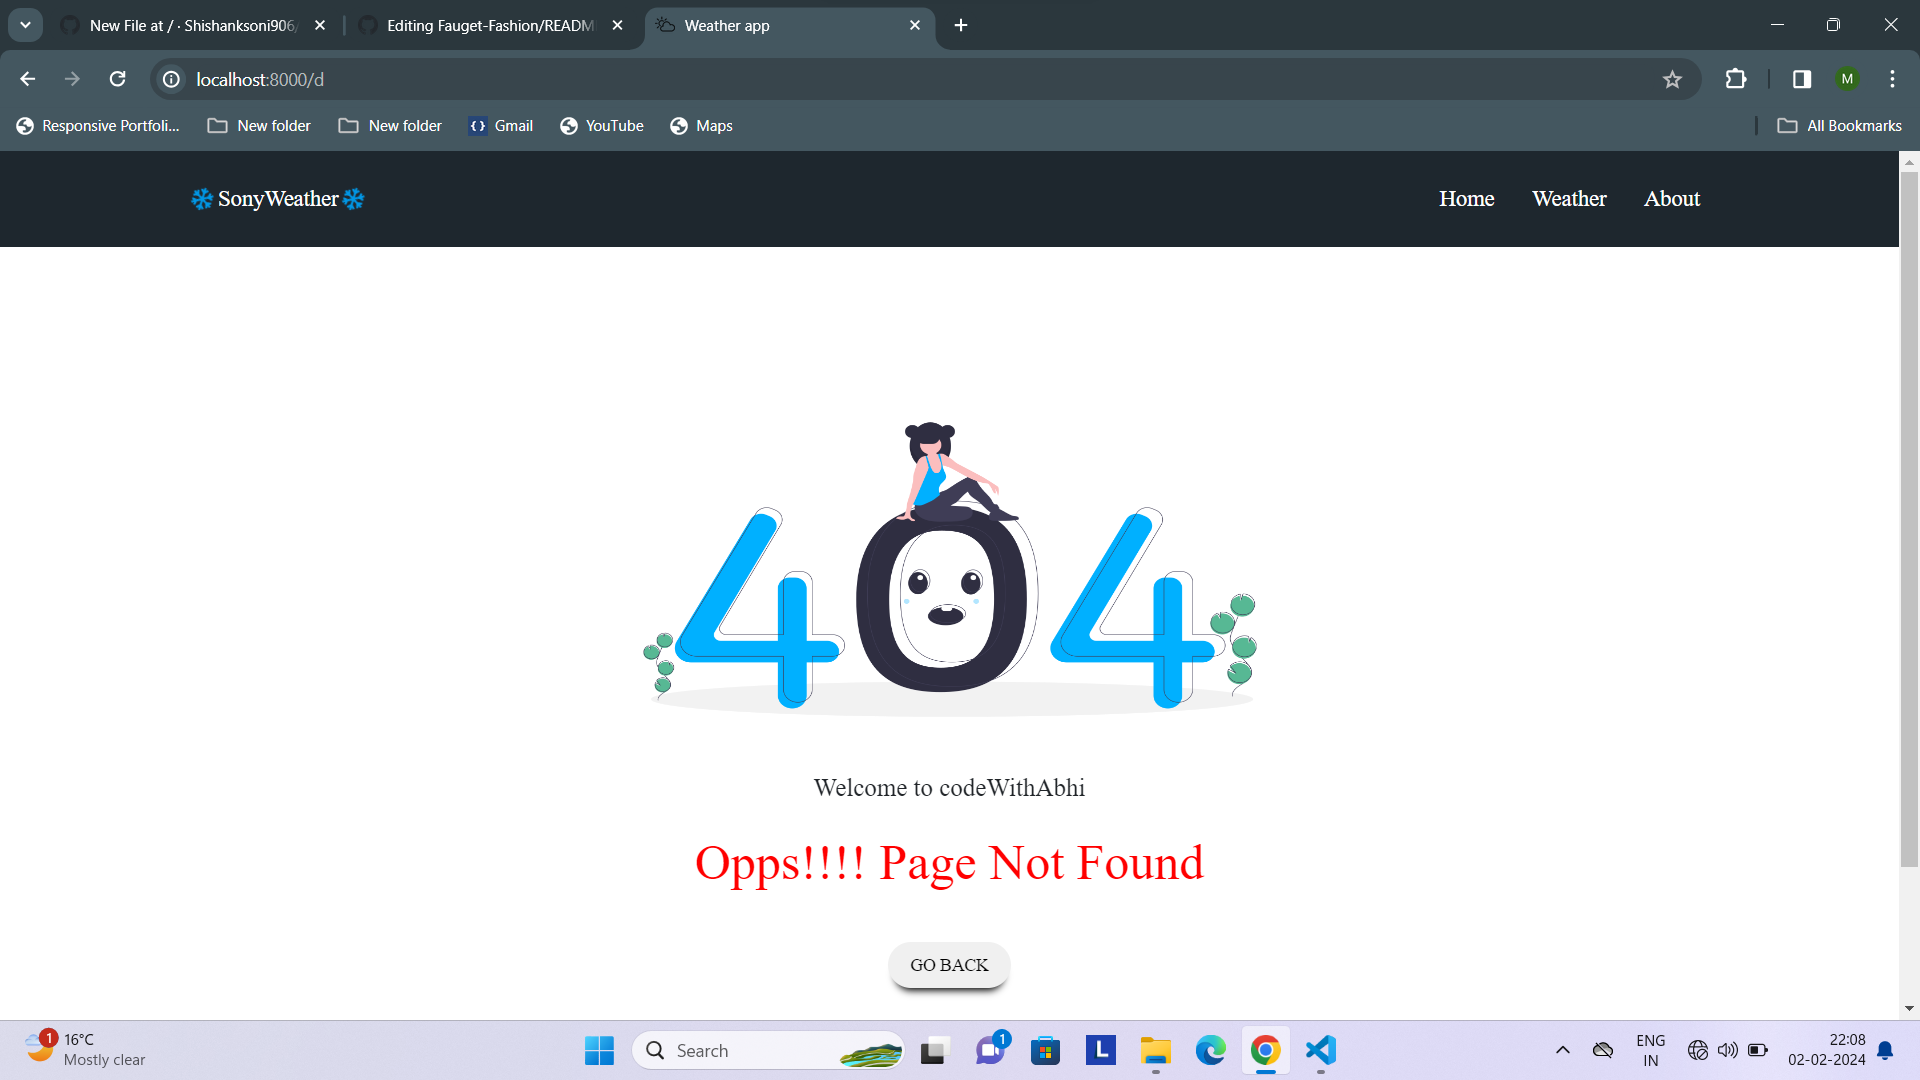 New File at / · Shishanksoni906/
Editing Fauget-Fashion/READM
Weather app
localhost:8000/d
M
Responsive Portfoli...
New folder
New folder
Gmail
YouTube
Maps
All Bookmarks
SonyWeather
Home
Weather
About
404
Welcome to codeWithAbhi
Opps!!!! Page Not Found
GO BACK
1
16°C
Mostly clear
Search
1
L
ENG
IN
22:08
02-02-2024